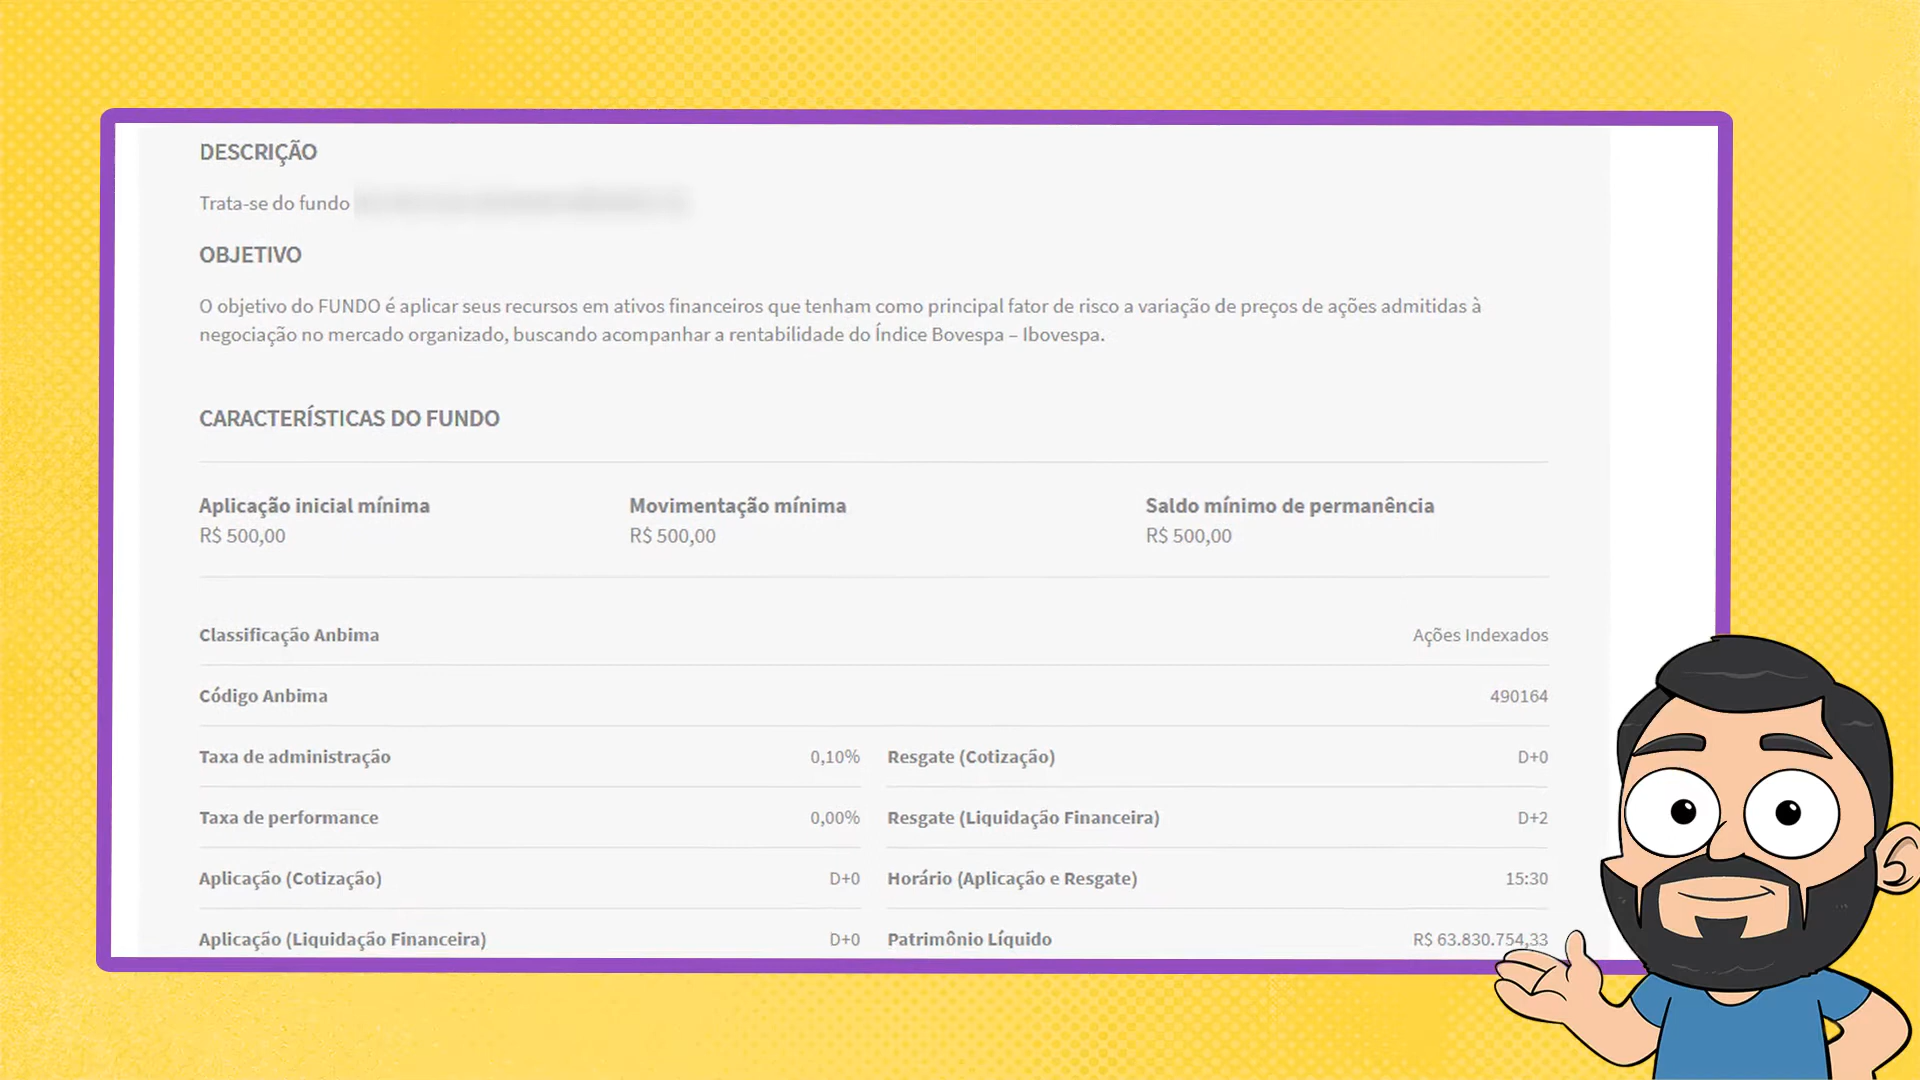 DESCRIÇÃO
Trata-se do fundo
OBJETIVO
O objetivo do FUNDO é aplicar seus recursos em ativos financeiros que tenham como principal fator de risco a variação de preços de ações admitidas à
negociação no mercado organizado, buscando acompanhar a rentabilidade do Índice Bovespa – Ibovespa.
CARACTERÍSTICAS DO FUNDO
Aplicação inicial mínima Movimentação mínima Saldo mínimo de permanência
R$ 500,00 R$ 500,00 R$ 500,00
Classificação Anbima Ações Indexados
Código Anbima 490164
Taxa de administração 0,10% Resgate (Cotização) D+0
Taxa de performance 0,00% Resgate (Liquidação Financeira) D+2
Aplicação (Cotização) D+0 Horário (Aplicação e Resgate) 15:30
Aplicação (Liquidação Financeira) D+0 Patrimônio Líquido R$ 63.830.754,33